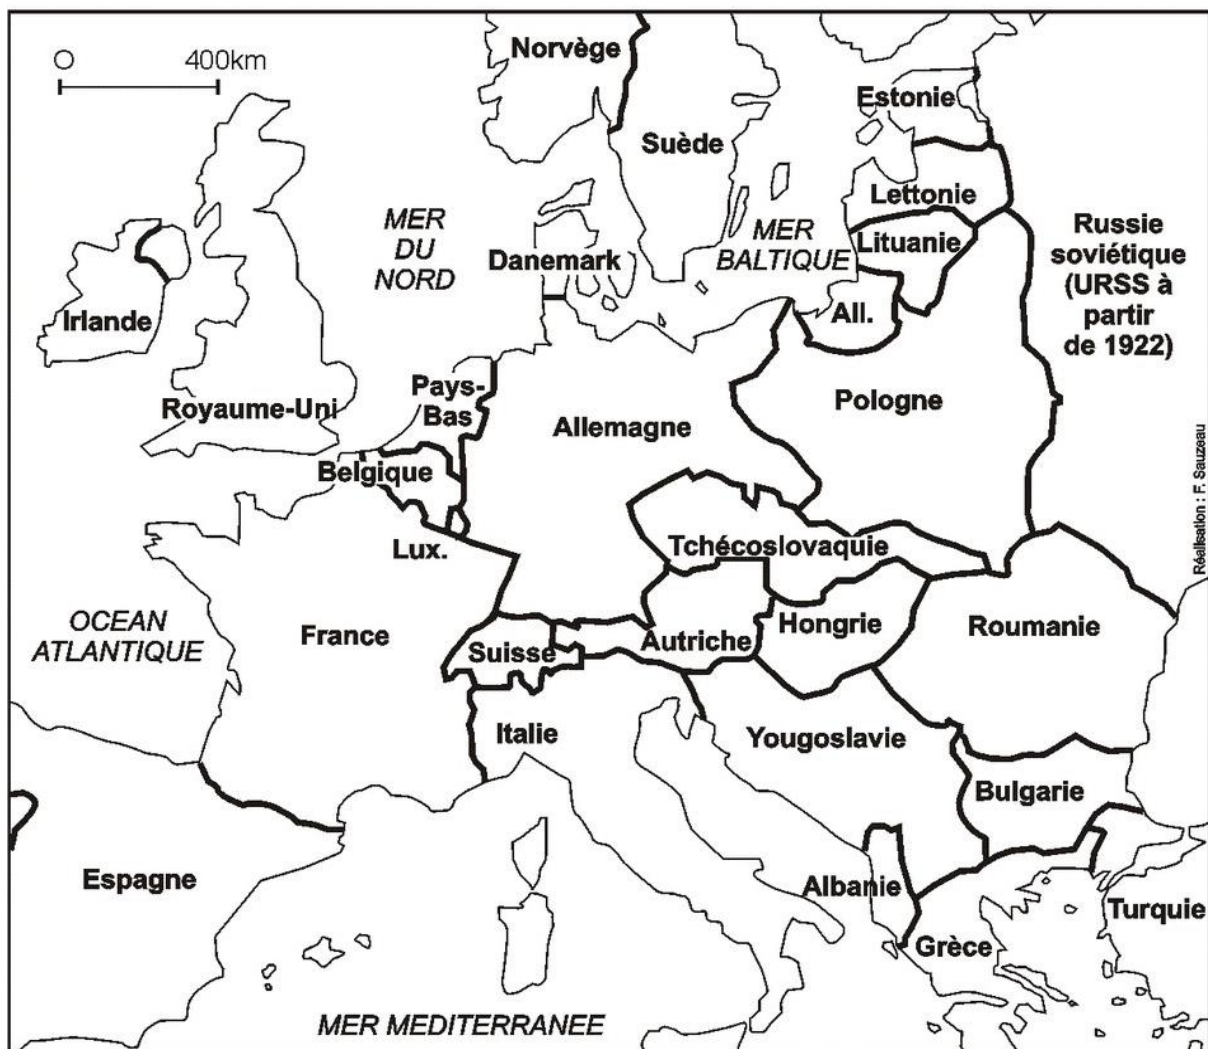 O 400km
Norvège
Estonie
Suède
Lettonie
MER
DU
NORD
MER
BALTIQUE
Lituanie
Russie
soviétique
(URSS à
partir
de 1922)
Danemark
All.
Irlande
Pays-
Bas
Pologne
Royaume-Uni
Allemagne
Belgique
Réalisation : F. Sauzeau
Lux.
Tchécoslovaquie
OCEAN
ATLANTIQUE
France
Suisse
Autriche
Hongrie
Roumanie
Italie
Yougoslavie
Bulgarie
Espagne
Albanie
Turquie
Grèce
MER MEDITERRANEE